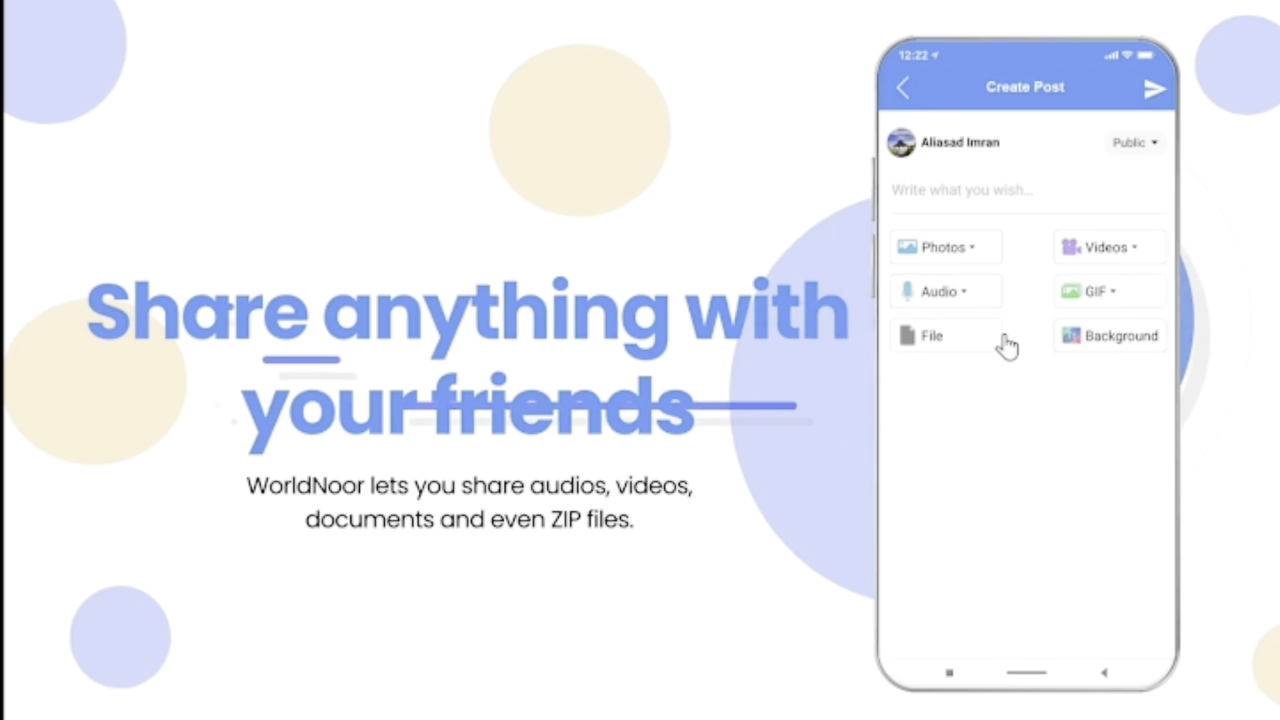 Share anything with
your friends
WorldNoor lets you share audios, videos,
documents and even ZIP files.
12:22
Create Post
Aliasad Imran
Public
Write what you wish...
Photos
Videos
Audio
GIF
File
Background